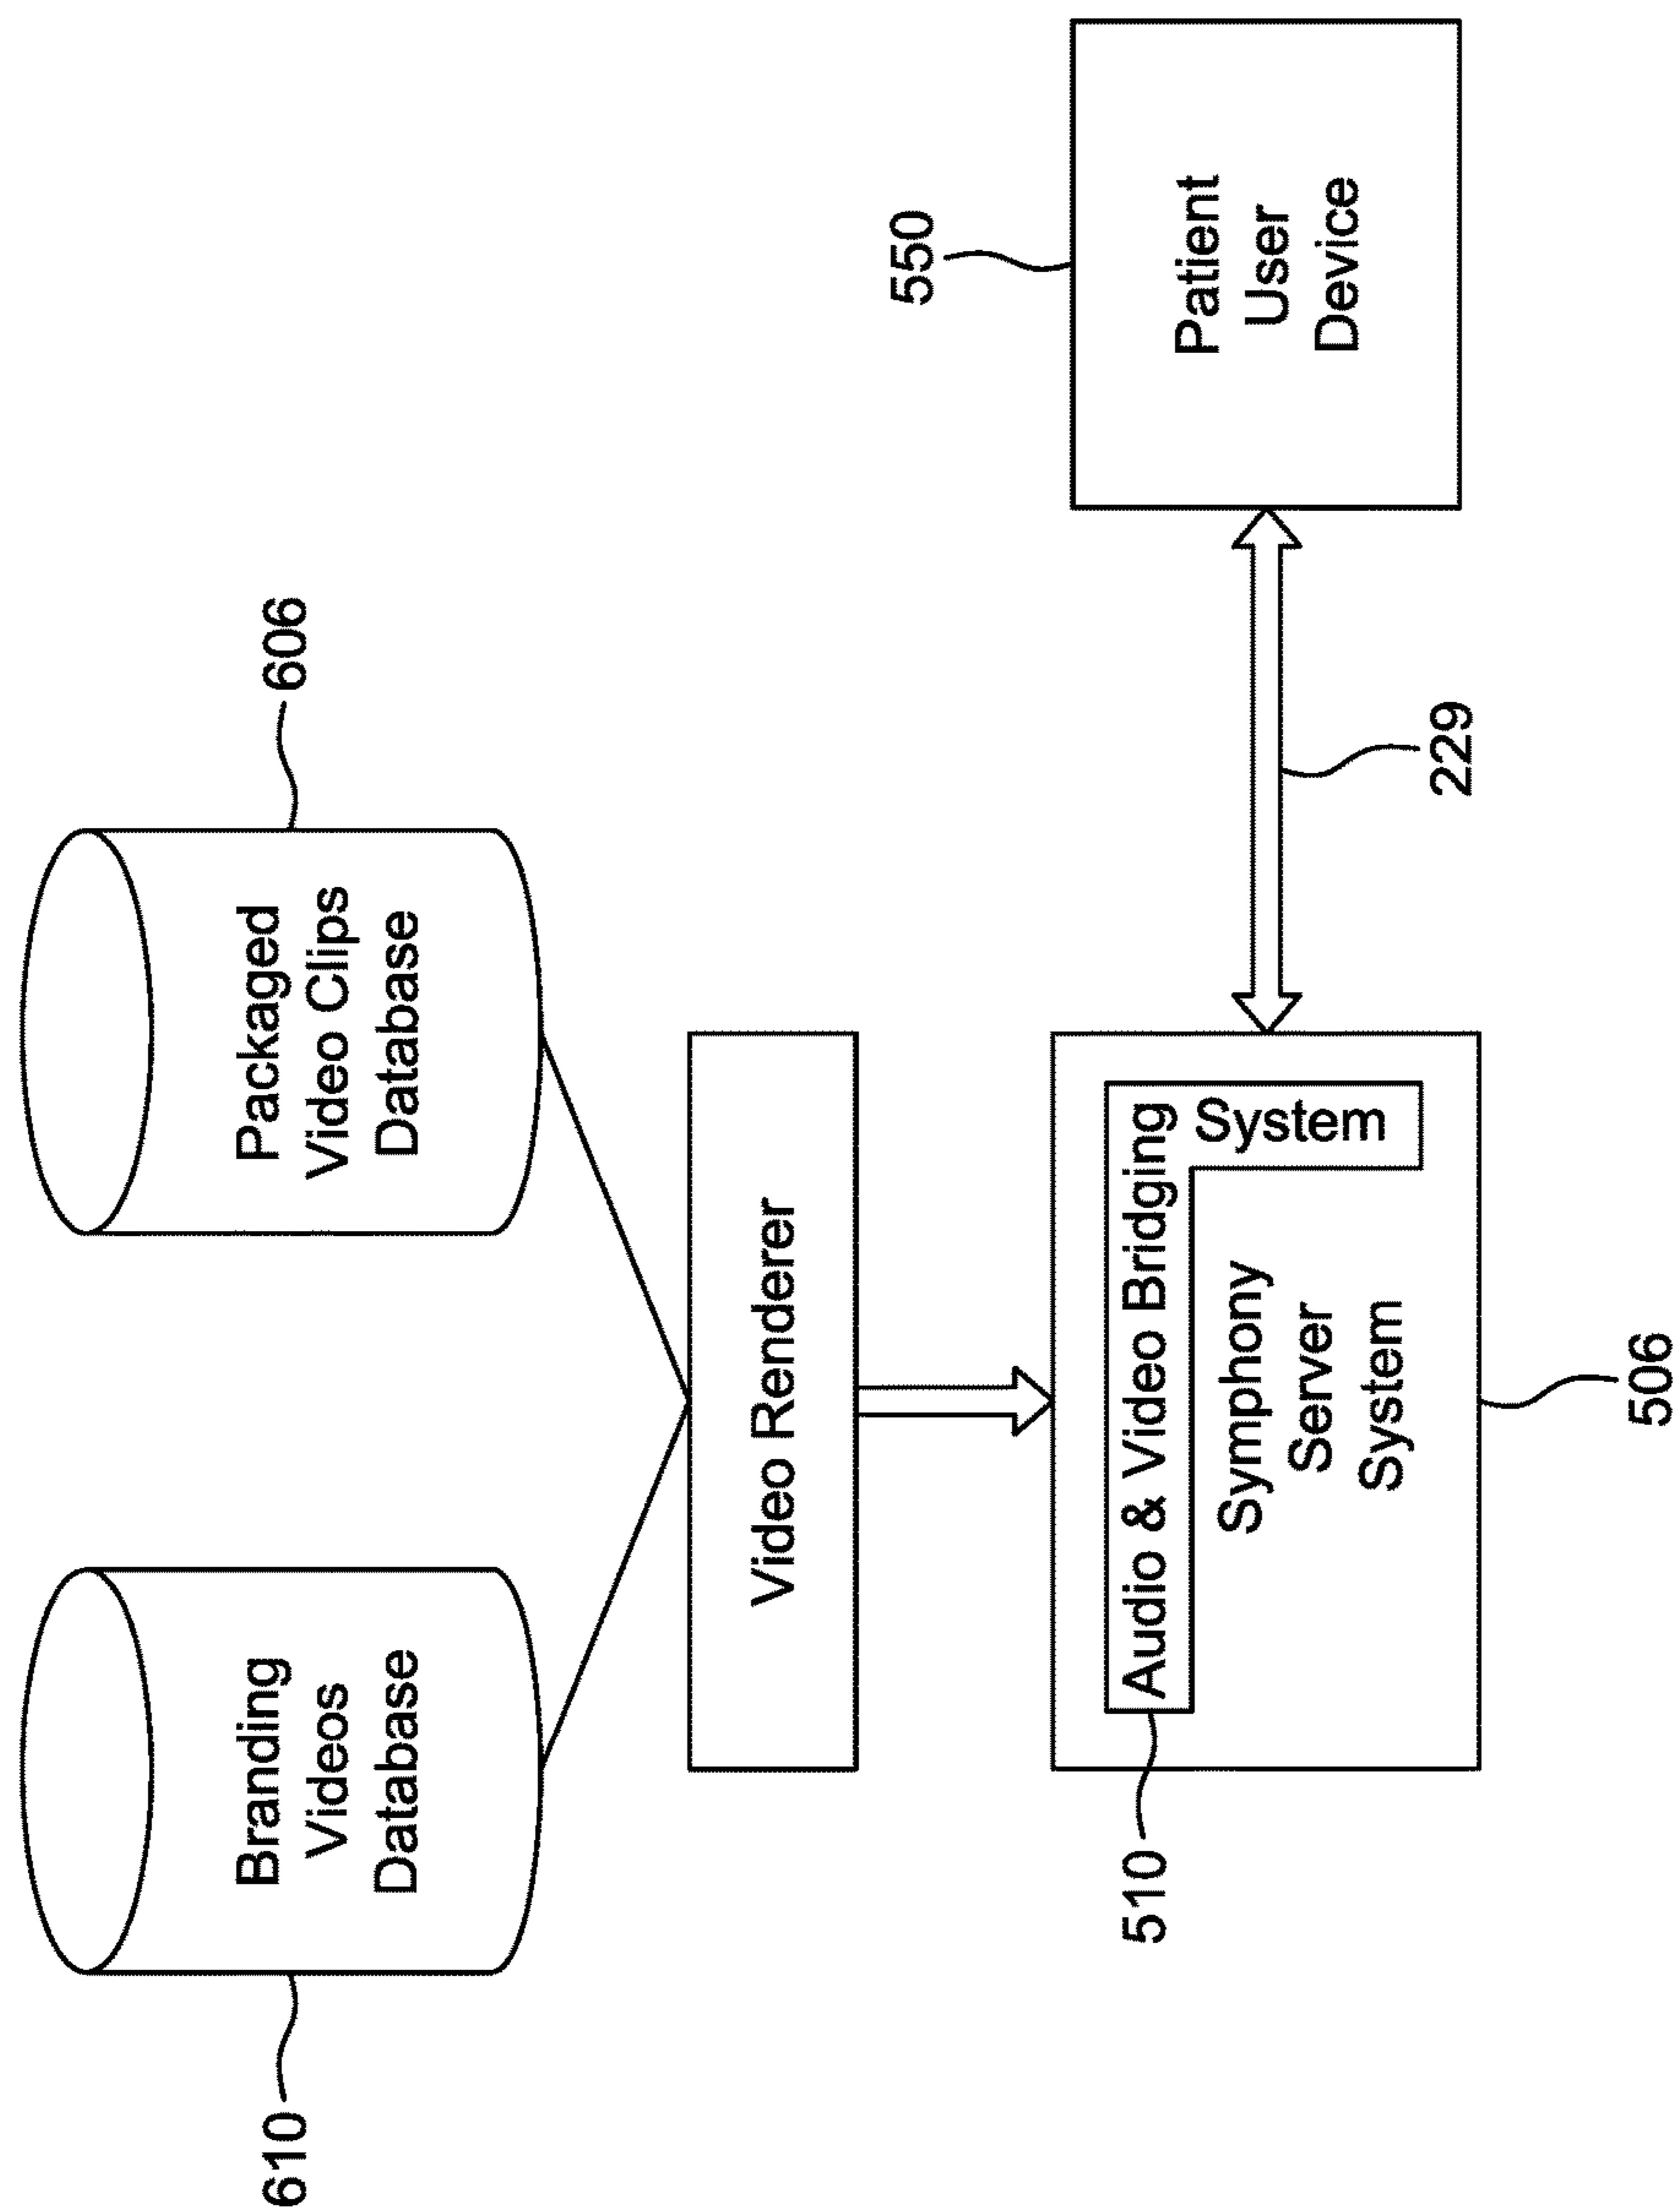 610
Branding
Videos
Database
Packaged
Video Clips
Database
606
Video Renderer
510
Audio & Video Bridging
System
Symphony
Server
System
506
229
550
Patient
User
Device